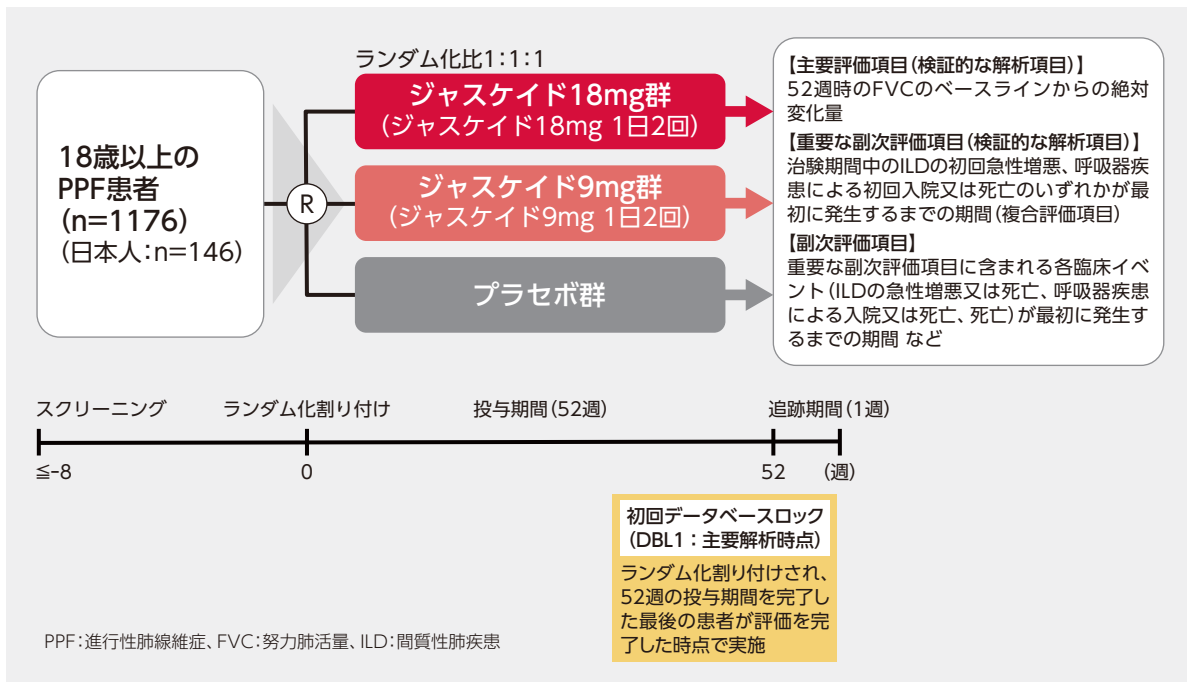 ランダム化比1：1：1
18歳以上の
PPF患者
(n=1176)
(日本人：n=146)
R
ジャスケイド18mg群
(ジャスケイド18mg 1日2回)
ジャスケイド9mg群
(ジャスケイド9mg 1日2回)
プラセボ群
【主要評価項目(検証的な解析項目)】
52週時のFVCのベースラインからの絶対
変化量
【重要な副次評価項目(検証的な解析項目)】
治験期間中のILDの初回急性増悪、呼吸器疾
患による初回入院又は死亡のいずれかが最
初に発生するまでの期間(複合評価項目)
【副次評価項目】
重要な副次評価項目に含まれる各臨床イベ
ント(ILDの急性増悪又は死亡、呼吸器疾患
による入院又は死亡、死亡)が最初に発生す
るまでの期間 など
スクリーニング ランダム化割り付け 投与期間(52週) 追跡期間(1週)
≦-8 0 52 (週)
初回データベースロック
(DBL1：主要解析時点)
ランダム化割り付けされ、
52週の投与期間を完了し
た最後の患者が評価を完
了した時点で実施
PPF：進行性肺線維症、FVC：努力肺活量、ILD：間質性肺疾患